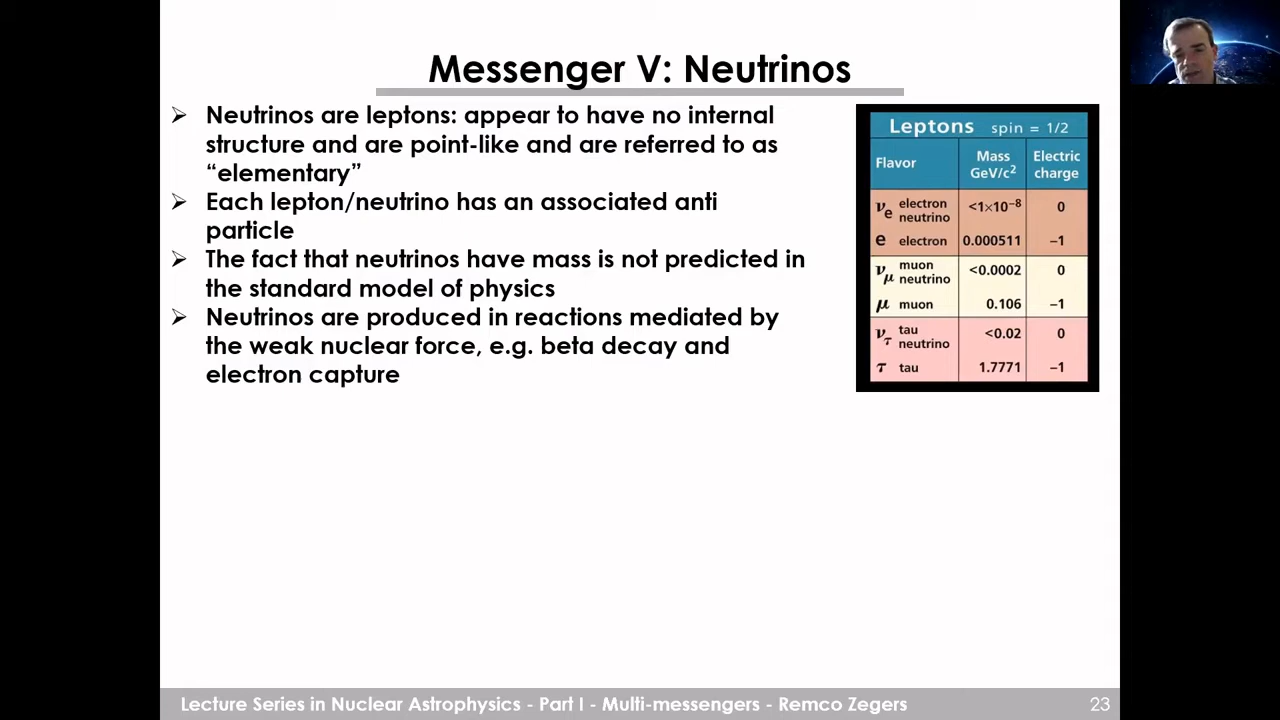 Messenger V: Neutrinos
➢ Neutrinos are leptons: appear to have no internal
structure and are point-like and are referred to as
“elementary”
➢ Each lepton/neutrino has an associated anti
particle
➢ The fact that neutrinos have mass is not predicted in
the standard model of physics
➢ Neutrinos are produced in reactions mediated by
the weak nuclear force, e.g. beta decay and
electron capture
Leptons spin = 1/2
Flavor Mass GeV/c² Electric charge
νe electron neutrino <1×10⁻⁸ 0
e electron 0.000511 –1
νμ muon neutrino <0.0002 0
μ muon 0.106 –1
ντ tau neutrino <0.02 0
τ tau 1.7771 –1
Lecture Series in Nuclear Astrophysics - Part I - Multi-messengers - Remco Zegers 23